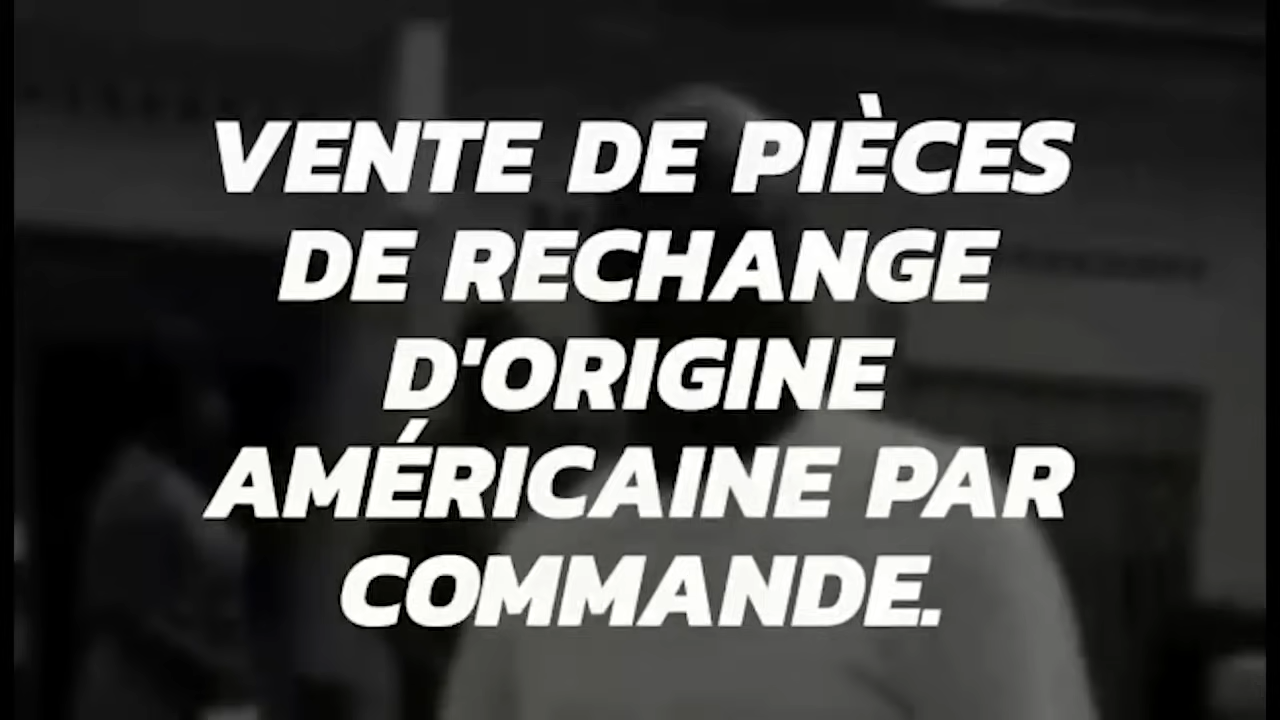 VENTE DE PIÈCES
DE RECHANGE
D'ORIGINE
AMÉRICAINE PAR
COMMANDE.